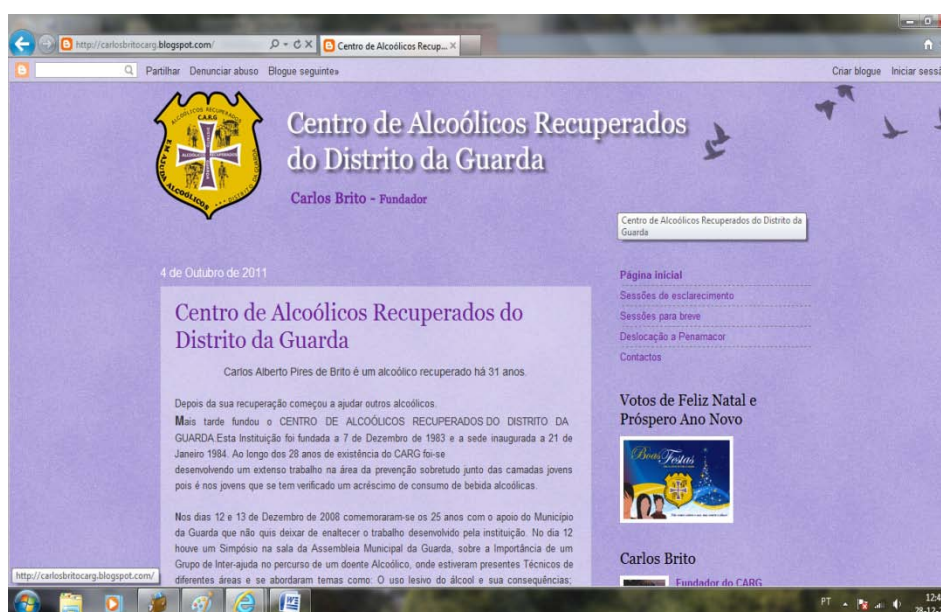 http://carlosbritocarg.blogspot.com/
Centro de Alcoólicos Recup...
Partilhar Denunciar abuso Blogue seguinte»
Criar blogue Iniciar sessã
ALCOÓLICOS RECUPERADOS
C.A.R.G
EM AJUDA ALCOÓLICOS ... DISTRITO DA GUARDA
Centro de Alcoólicos Recuperados
do Distrito da Guarda
Carlos Brito - Fundador
Centro de Alcoólicos Recuperados do Distrito da
Guarda
4 de Outubro de 2011
Centro de Alcoólicos Recuperados do
Distrito da Guarda
Carlos Alberto Pires de Brito é um alcoólico recuperado há 31 anos.
Depois da sua recuperação começou a ajudar outros alcoólicos.
Mais tarde fundou o CENTRO DE ALCOÓLICOS RECUPERADOS DO DISTRITO DA
GUARDA.Esta Instituição foi fundada a 7 de Dezembro de 1983 e a sede inaugurada a 21 de
Janeiro 1984. Ao longo dos 28 anos de existência do CARG foi-se
desenvolvendo um extenso trabalho na área da prevenção sobretudo junto das camadas jovens
pois é nos jovens que se tem verificado um acréscimo de consumo de bebida alcoólicas.
Nos dias 12 e 13 de Dezembro de 2008 comemoraram-se os 25 anos com o apoio do Município
da Guarda que não quis deixar de enaltecer o trabalho desenvolvido pela instituição. No dia 12
houve um Simpósio na sala da Assembleia Municipal da Guarda, sobre a Importância de um
Grupo de Inter-ajuda no percurso de um doente Alcoólico, onde estiveram presentes Técnicos de
diferentes áreas e se abordaram temas como: O uso lesivo do álcool e sua consequências;
Página inicial
Sessões de esclarecimento
Sessões para breve
Deslocação a Penamacor
Contactos
Votos de Feliz Natal e
Próspero Ano Novo
Boas Festas
Carlos Brito
Fundador do CARG
http://carlosbritocarg.blogspot.com/
PT
12:4